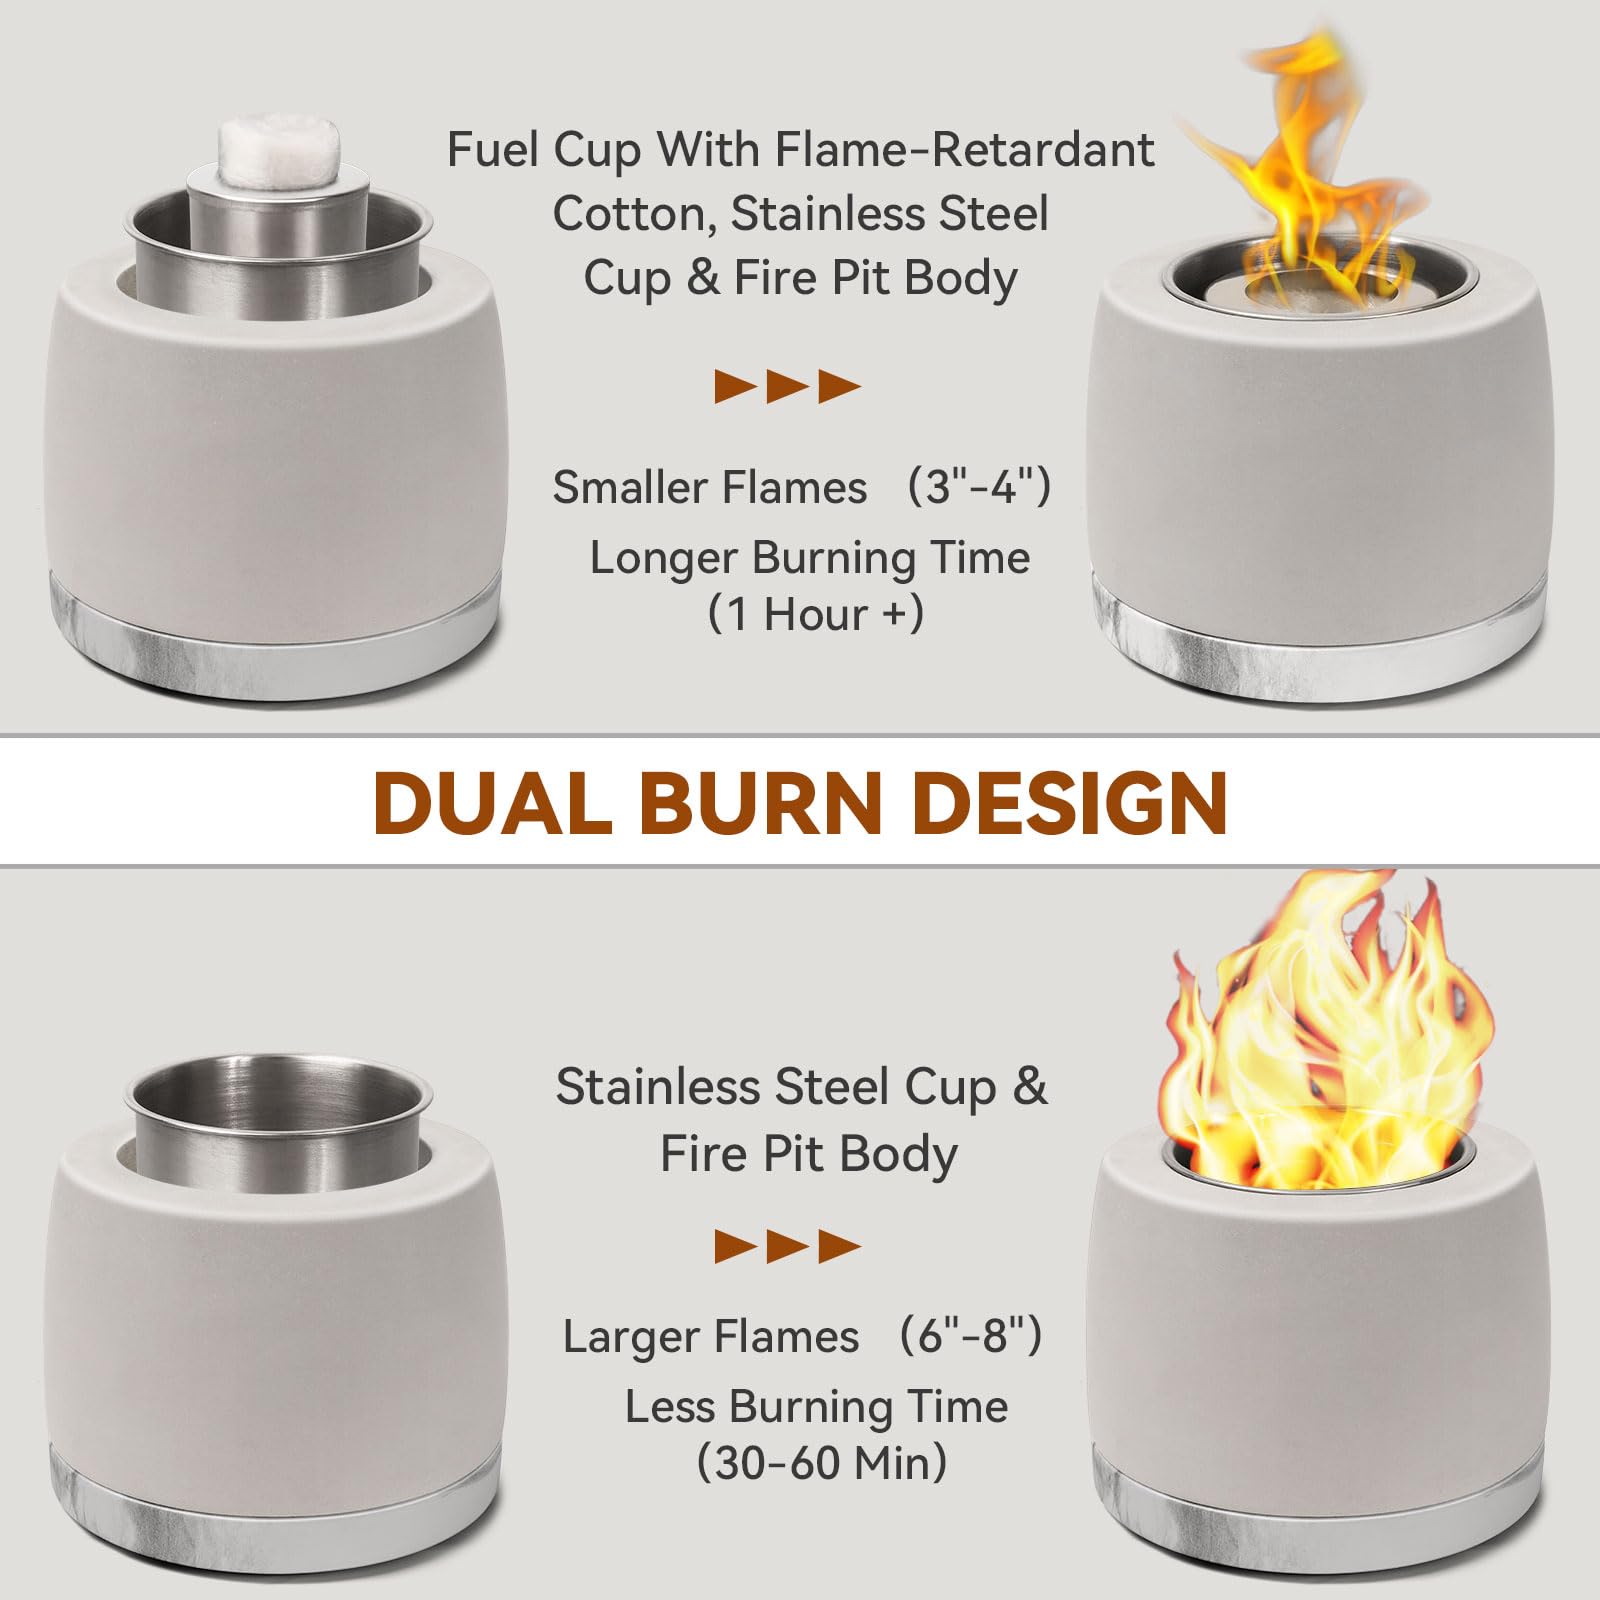 Fuel Cup With Flame-Retardant
Cotton, Stainless Steel
Cup & Fire Pit Body
Smaller Flames (3"-4")
Longer Burning Time
(1 Hour +)
DUAL BURN DESIGN
Stainless Steel Cup &
Fire Pit Body
Larger Flames (6"-8")
Less Burning Time
(30-60 Min)